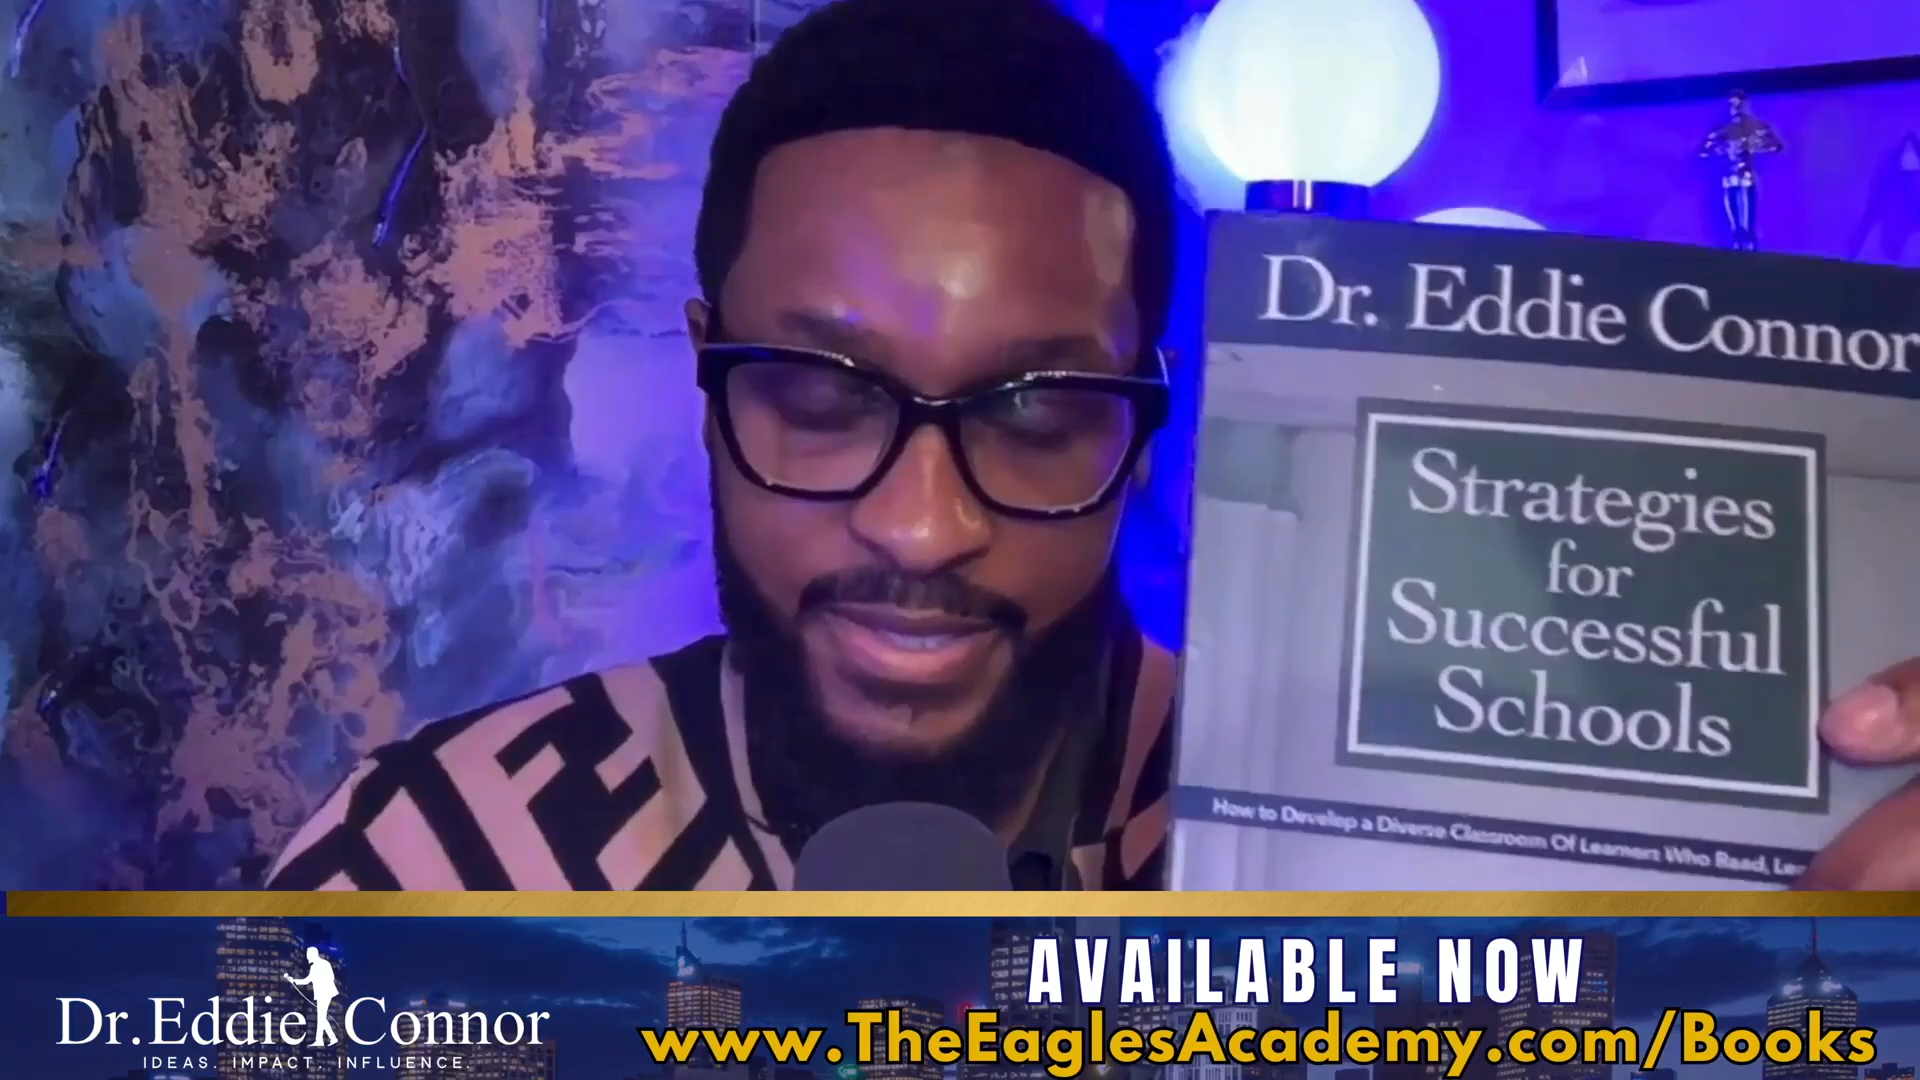 Dr. Eddie Connor
Strategies
for
Successful
Schools
How to Develop a Diverse Classroom Of Learners Who Read,
AVAILABLE NOW
www.TheEaglesAcademy.com/Books
Dr. Eddie Connor
IDEAS. IMPACT. INFLUENCE.